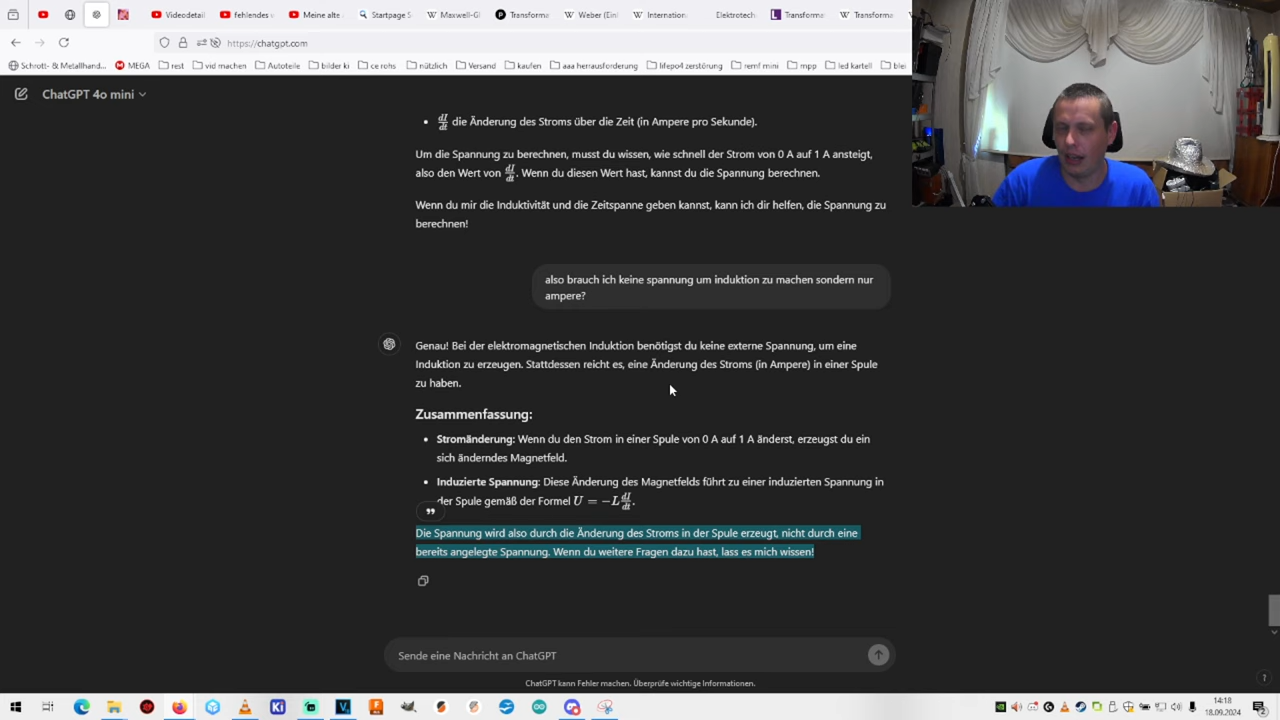 Videodetail
fehlendes v
Meine alte
Startpage S
Maxwell-Gl
Transforma
Weber (Ein
Internation
Elektrotech
Transforma
Transforma
https://chatgpt.com
Schrott- & Metallhand...
MEGA
rest
vid machen
Autoteile
bilder ki
ce rohs
nützlich
Versand
kaufen
aaa herrausforderung
lifepo4 zerstörung
remf mini
mpp
led kartell
blei
ChatGPT 4o mini
• dI/dt die Änderung des Stroms über die Zeit (in Ampere pro Sekunde).
Um die Spannung zu berechnen, musst du wissen, wie schnell der Strom von 0 A auf 1 A ansteigt,
also den Wert von dI/dt. Wenn du diesen Wert hast, kannst du die Spannung berechnen.
Wenn du mir die Induktivität und die Zeitspanne geben kannst, kann ich dir helfen, die Spannung zu
berechnen!
also brauch ich keine spannung um induktion zu machen sondern nur
ampere?
Genau! Bei der elektromagnetischen Induktion benötigst du keine externe Spannung, um eine
Induktion zu erzeugen. Stattdessen reicht es, eine Änderung des Stroms (in Ampere) in einer Spule
zu haben.
Zusammenfassung:
• Stromänderung: Wenn du den Strom in einer Spule von 0 A auf 1 A änderst, erzeugst du ein
sich änderndes Magnetfeld.
• Induzierte Spannung: Diese Änderung des Magnetfelds führt zu einer induzierten Spannung in
der Spule gemäß der Formel U = −L dI/dt.
Die Spannung wird also durch die Änderung des Stroms in der Spule erzeugt, nicht durch eine
bereits angelegte Spannung. Wenn du weitere Fragen dazu hast, lass es mich wissen!
Sende eine Nachricht an ChatGPT
ChatGPT kann Fehler machen. Überprüfe wichtige Informationen.
?
Ki
14:18
18.09.2024
2